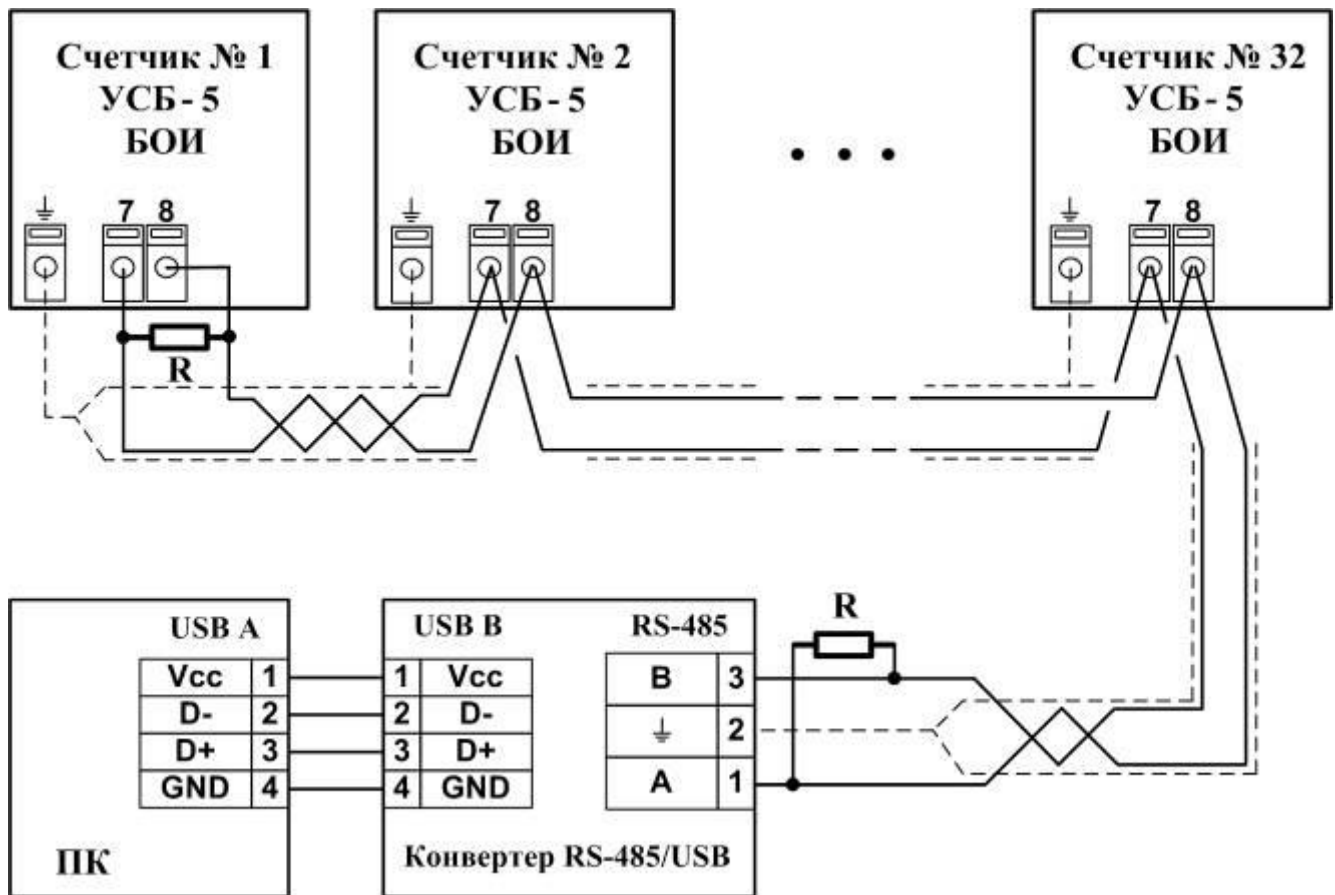 Счетчик № 1
УСБ - 5
БОИ
7 8
Счетчик № 2
УСБ - 5
БОИ
7 8
• • •
Счетчик № 32
УСБ - 5
БОИ
7 8
R
R
USB A
Vcc 1
D- 2
D+ 3
GND 4
ПК
USB B
1 Vcc
2 D-
3 D+
4 GND
RS-485
B 3
2
A 1
Конвертер RS-485/USB